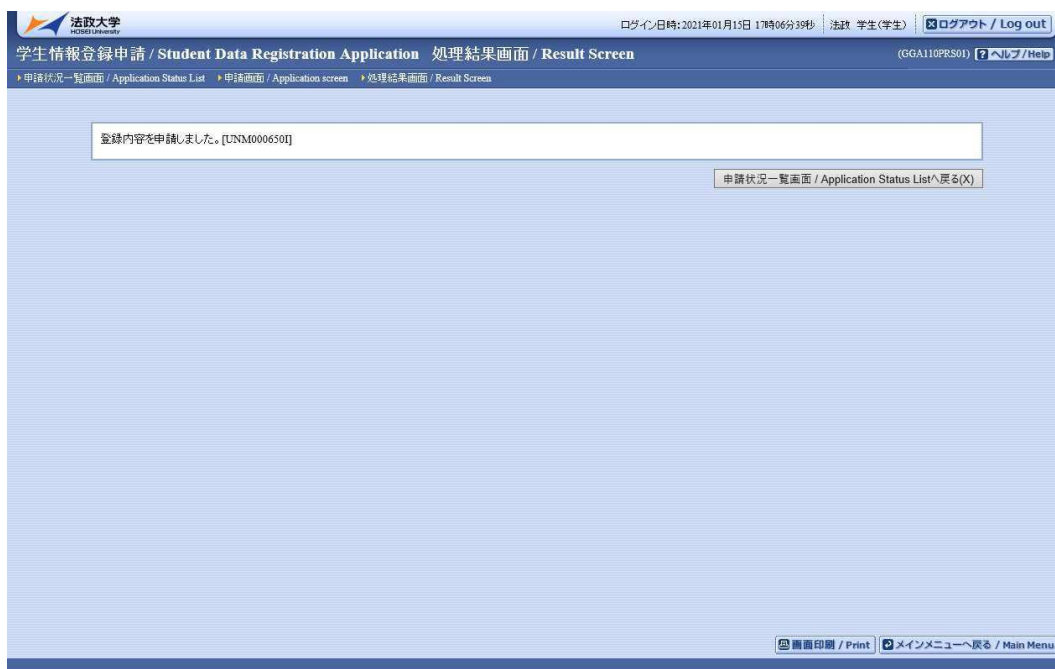 法政大学
HOSEI University
ログイン日時:2021年01月15日 17時06分39秒 法政 学生(学生) ログアウト / Log out
学生情報登録申請 / Student Data Registration Application 処理結果画面 / Result Screen (GGA110PRS01) ヘルプ/Help
申請状況一覧画面 / Application Status List 申請画面 / Application screen 処理結果画面 / Result Screen
登録内容を申請しました。[UNM000650I]
申請状況一覧画面 / Application Status Listへ戻る(X)
画面印刷 / Print メインメニューへ戻る / Main Menu